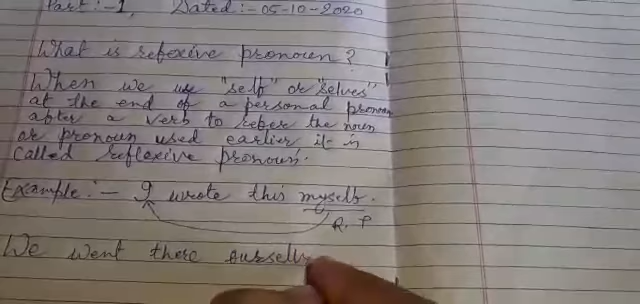 Part :- 1, Dated :- 05-10-2020
What is refexive pronoun?
When we use "self" or "selves"
at the end of a personal pronoun
after a verb to refer the noun
or pronoun used earlier, it is
called reflexive pronoun.
Example :- I wrote this myself.
R. P
We went there ourselv